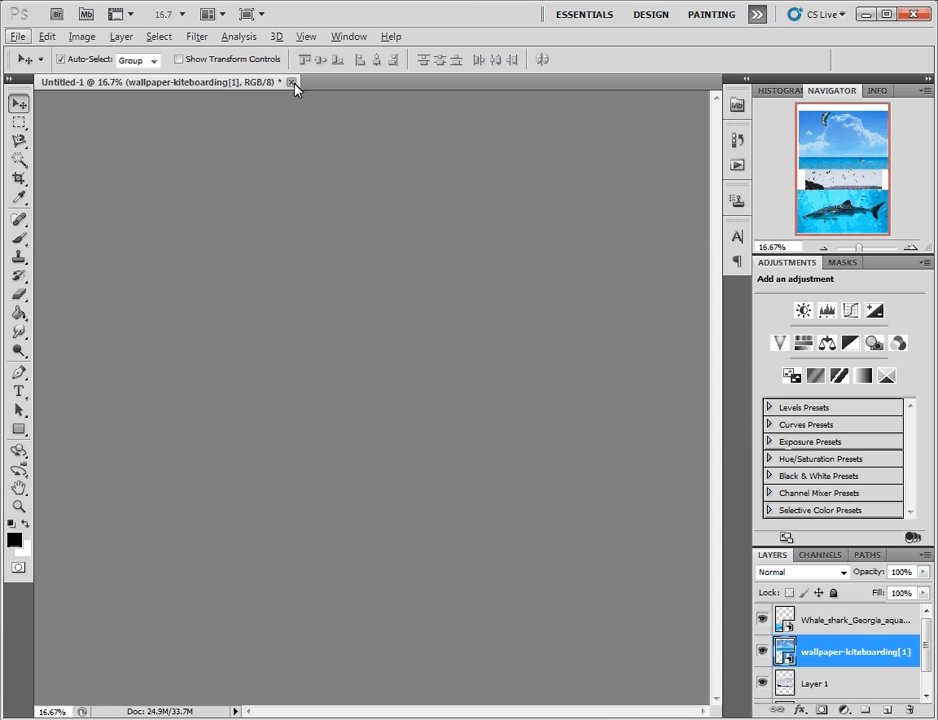 Ps Br Mb 16.7 ESSENTIALS DESIGN PAINTING CS Live
File Edit Image Layer Select Filter Analysis 3D View Window Help
Auto-Select: Group Show Transform Controls
Untitled-1 @ 16.7% (wallpaper-kiteboarding[1], RGB/8) *
HISTOGRA NAVIGATOR INFO
Mb
16.67%
ADJUSTMENTS MASKS
Add an adjustment
Levels Presets
Curves Presets
Exposure Presets
Hue/Saturation Presets
Black & White Presets
Channel Mixer Presets
Selective Color Presets
LAYERS CHANNELS PATHS
Normal Opacity: 100%
Lock: Fill: 100%
Whale_shark_Georgia_aqua...
wallpaper-kiteboarding[1]
Layer 1
16.67% Doc: 24.9M/33.7M